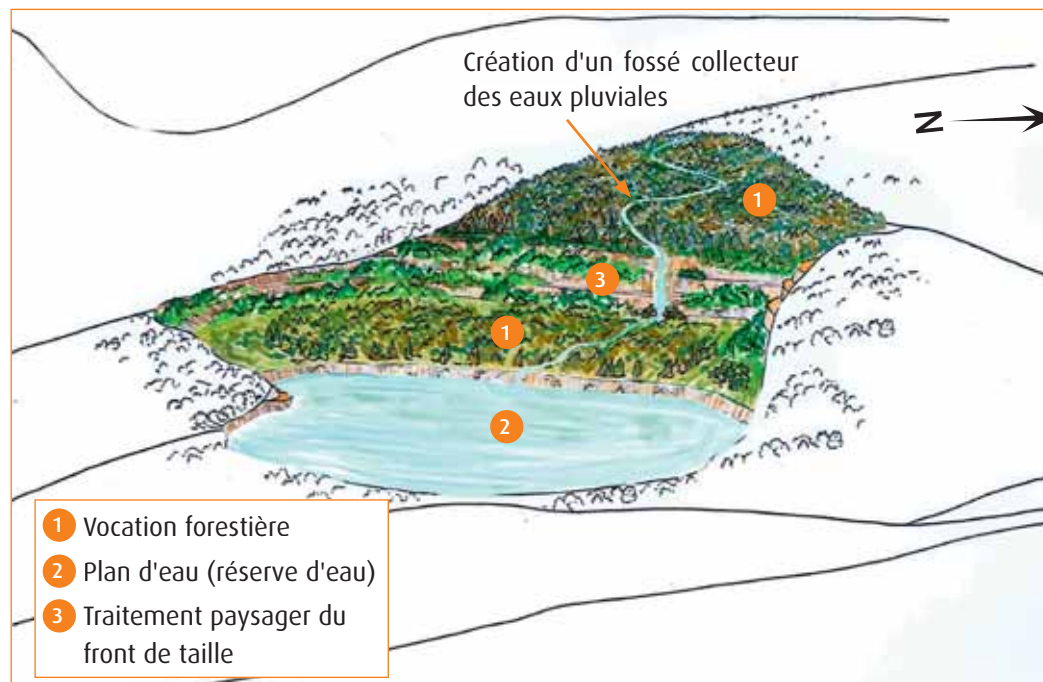 Création d'un fossé collecteur
des eaux pluviales
N
1
3
1
2
1 Vocation forestière
2 Plan d'eau (réserve d'eau)
3 Traitement paysager du
front de taille